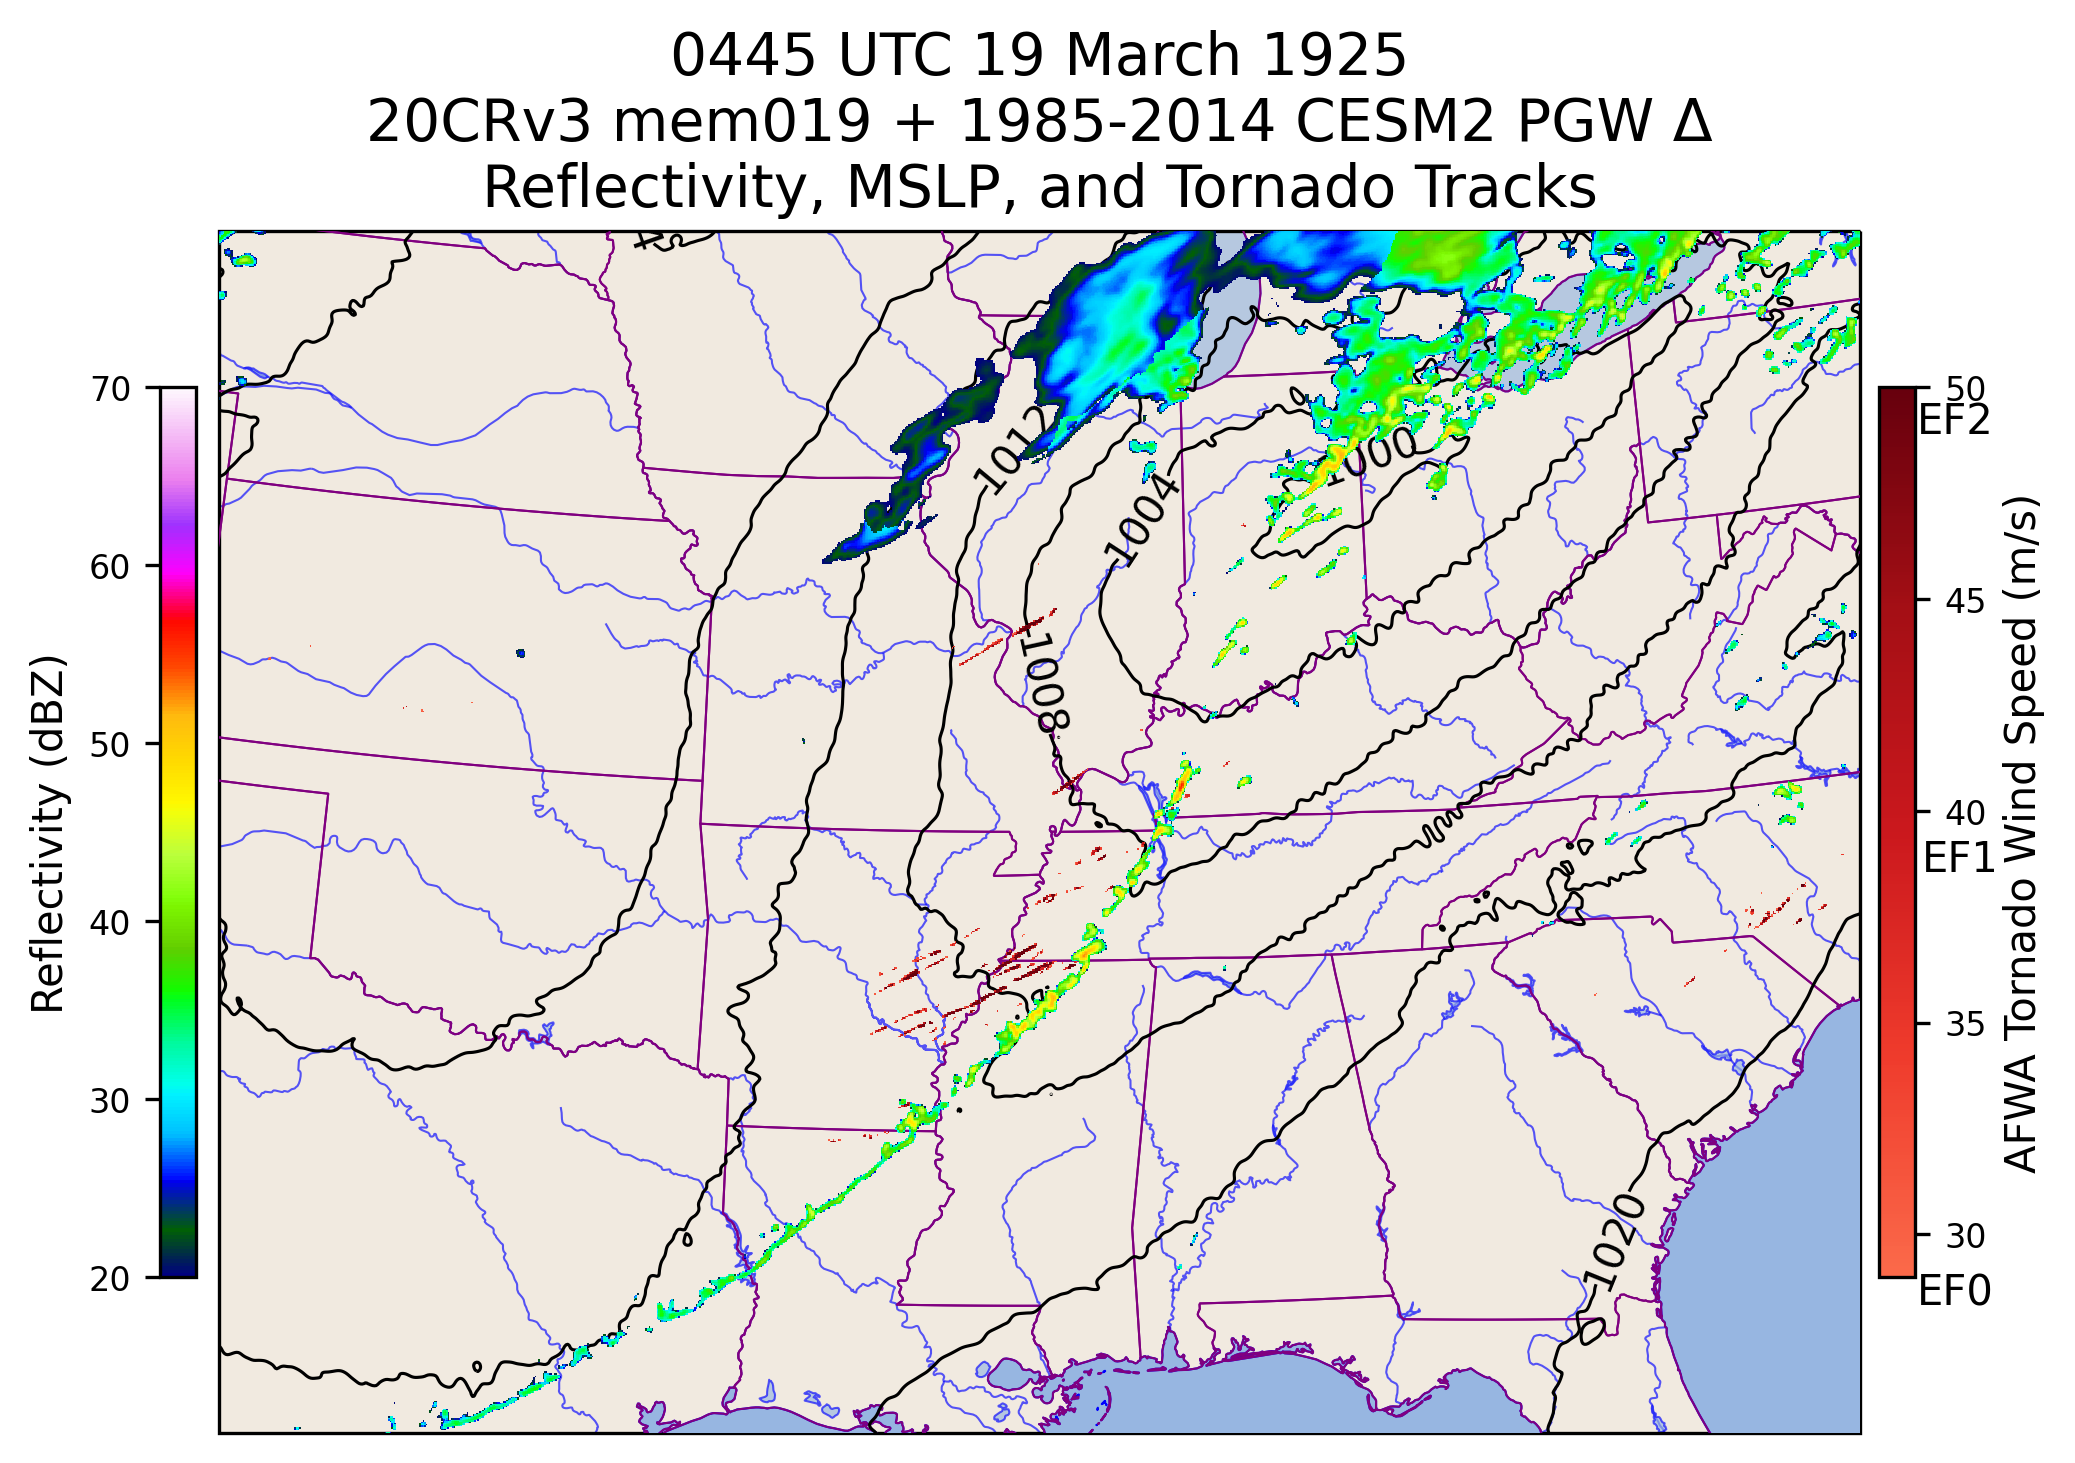 0445 UTC 19 March 1925
20CRv3 mem019 + 1985-2014 CESM2 PGW Δ
Reflectivity, MSLP, and Tornado Tracks
Reflectivity (dBZ)
70
60
50
40
30
20
4
1012
1000
1004
1008
1020
50
EF2
45
40
EF1
35
30
EF0
AFWA Tornado Wind Speed (m/s)